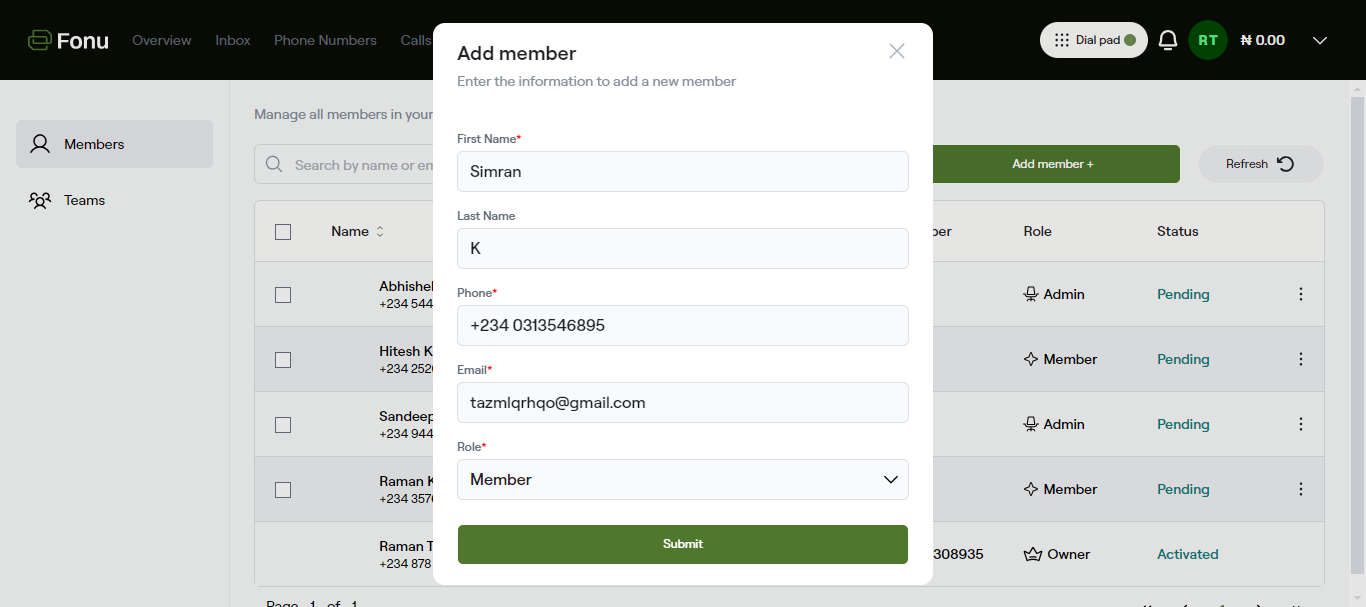 Fonu Overview Inbox Phone Numbers Calls
Dial pad RT ₦ 0.00
Members
Teams
Manage all members in your
Search by name or em
Add member +
Refresh
Name Role Status
Abhishel
+234 544
Admin Pending
Hitesh K
+234 2526
Member Pending
Sandeep
+234 944
Admin Pending
Raman K
+234 3576
Member Pending
Raman T
+234 878
308935 Owner Activated
Page 1 of 1
Add member
Enter the information to add a new member
First Name*
Simran
Last Name
K
Phone*
+234 0313546895
Email*
tazmlqrhqo@gmail.com
Role*
Member
Submit